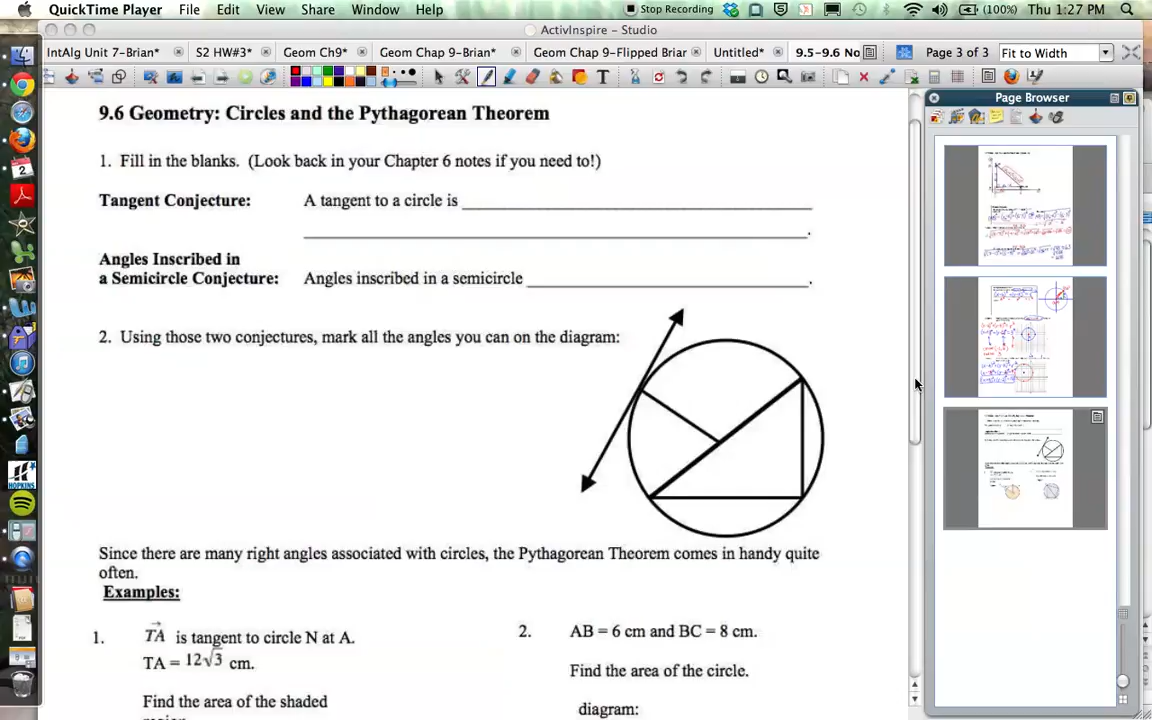 QuickTime Player File Edit View Share Window Help Stop Recording (100%) Thu 1:27 PM
ActivInspire – Studio
IntAlg Unit 7-Brian* S2 HW#3* Geom Ch9* Geom Chap 9-Brian* Geom Chap 9-Flipped Briar Untitled* 9.5-9.6 No Page 3 of 3 Fit to Width
Page Browser
9.6 Geometry: Circles and the Pythagorean Theorem
1. Fill in the blanks. (Look back in your Chapter 6 notes if you need to!)
Tangent Conjecture: A tangent to a circle is ____
____.
Angles Inscribed in
a Semicircle Conjecture: Angles inscribed in a semicircle ____.
2. Using those two conjectures, mark all the angles you can on the diagram:
Since there are many right angles associated with circles, the Pythagorean Theorem comes in handy quite
often.
Examples:
1. TA is tangent to circle N at A.
TA = 12√3 cm.
Find the area of the shaded
region.
2. AB = 6 cm and BC = 8 cm.
Find the area of the circle.
diagram:
HOPKINS